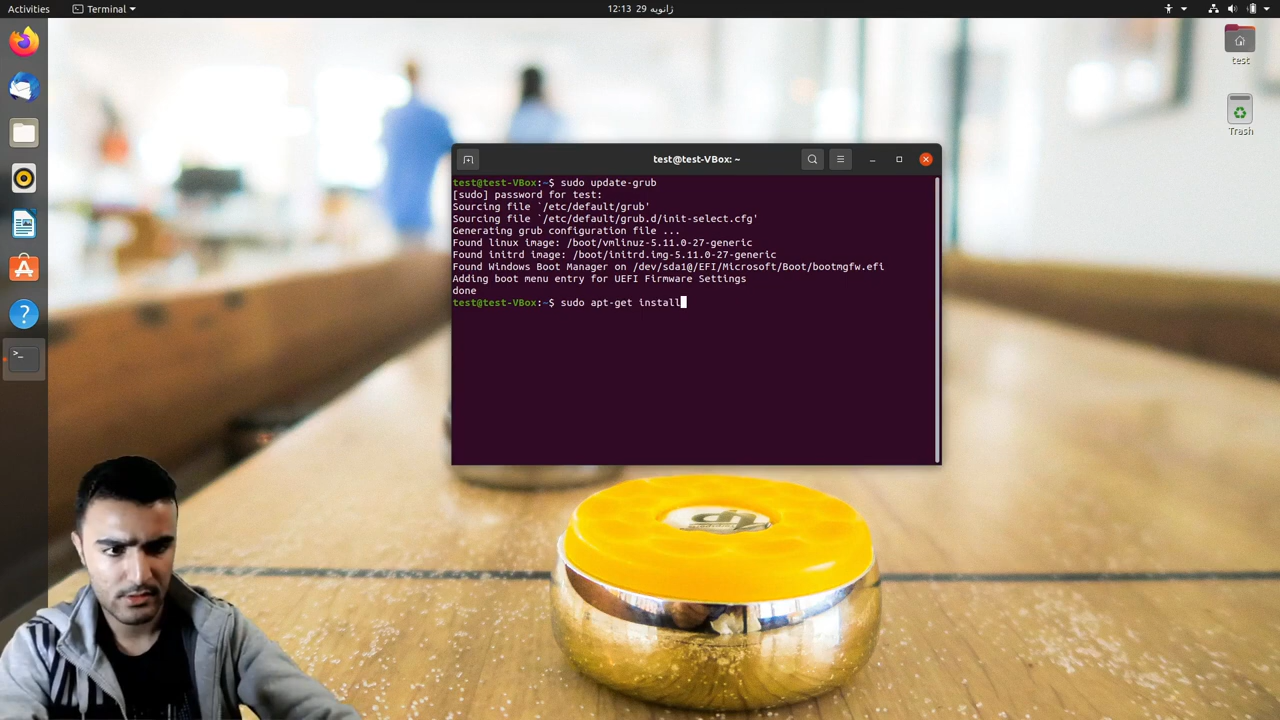 Activities
Terminal
12:13 ژانویه 29
test
Trash
test@test-VBox: ~
test@test-VBox:~$ sudo update-grub
[sudo] password for test:
Sourcing file `/etc/default/grub'
Sourcing file `/etc/default/grub.d/init-select.cfg'
Generating grub configuration file ...
Found linux image: /boot/vmlinuz-5.11.0-27-generic
Found initrd image: /boot/initrd.img-5.11.0-27-generic
Found Windows Boot Manager on /dev/sda1@/EFI/Microsoft/Boot/bootmgfw.efi
Adding boot menu entry for UEFI Firmware Settings
done
test@test-VBox:~$ sudo apt-get install